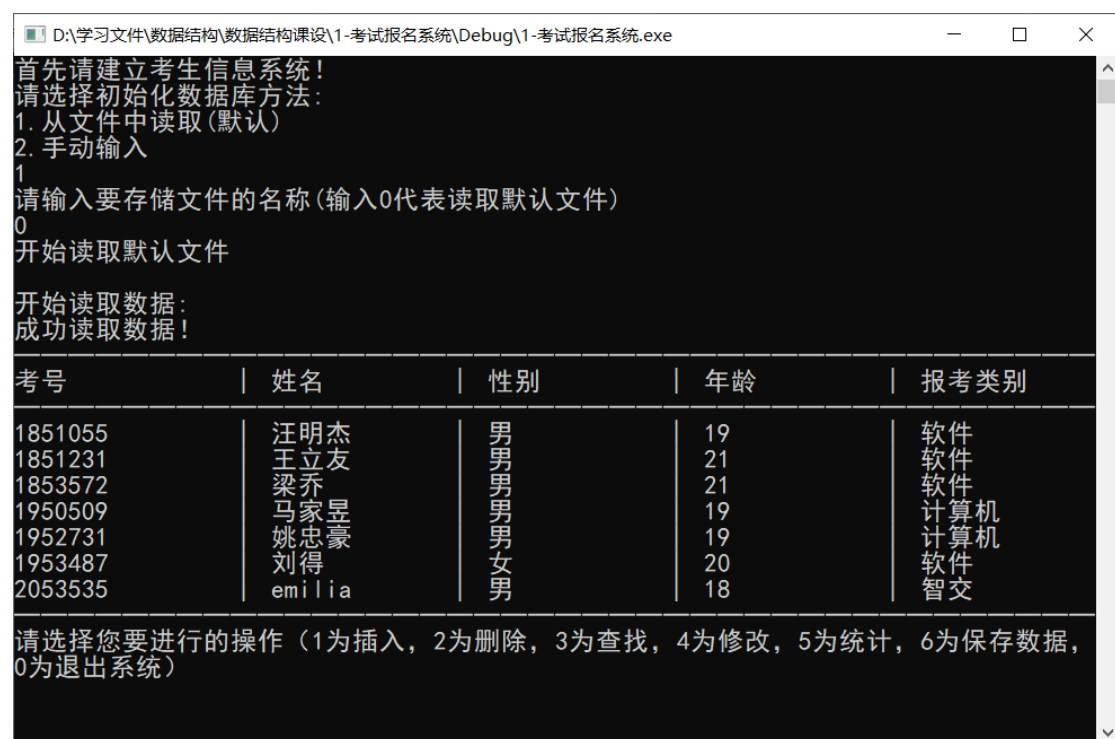 D:\学习文件\数据结构\数据结构课设\1-考试报名系统\Debug\1-考试报名系统.exe
首先请建立考生信息系统!
请选择初始化数据库方法:
1.从文件中读取(默认)
2.手动输入
1
请输入要存储文件的名称(输入0代表读取默认文件)
0
开始读取默认文件
开始读取数据:
成功读取数据!
考号 | 姓名 | 性别 | 年龄 | 报考类别
1851055 | 汪明杰 | 男 | 19 | 软件
1851231 | 王立友 | 男 | 21 | 软件
1853572 | 梁乔 | 男 | 21 | 软件
1950509 | 马家昱 | 男 | 19 | 计算机
1952731 | 姚忠豪 | 男 | 19 | 计算机
1953487 | 刘得 | 女 | 20 | 软件
2053535 | emilia | 男 | 18 | 智交
请选择您要进行的操作（1为插入，2为删除，3为查找，4为修改，5为统计，6为保存数据，
0为退出系统）